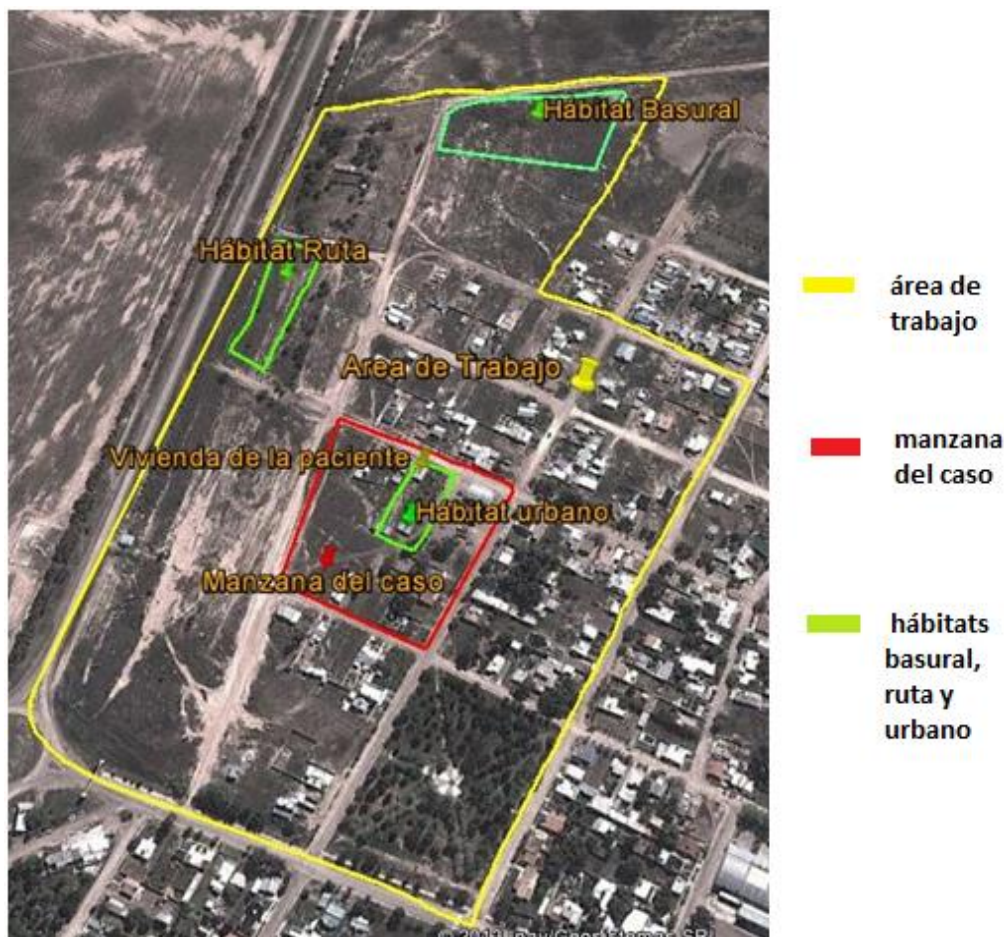 Hábitat Basural
Hábitat Ruta
Area de Trabajo
Vivienda de la paciente
Hábitat urbano
Manzana del caso
área de
trabajo
manzana
del caso
hábitats
basural,
ruta y
urbano